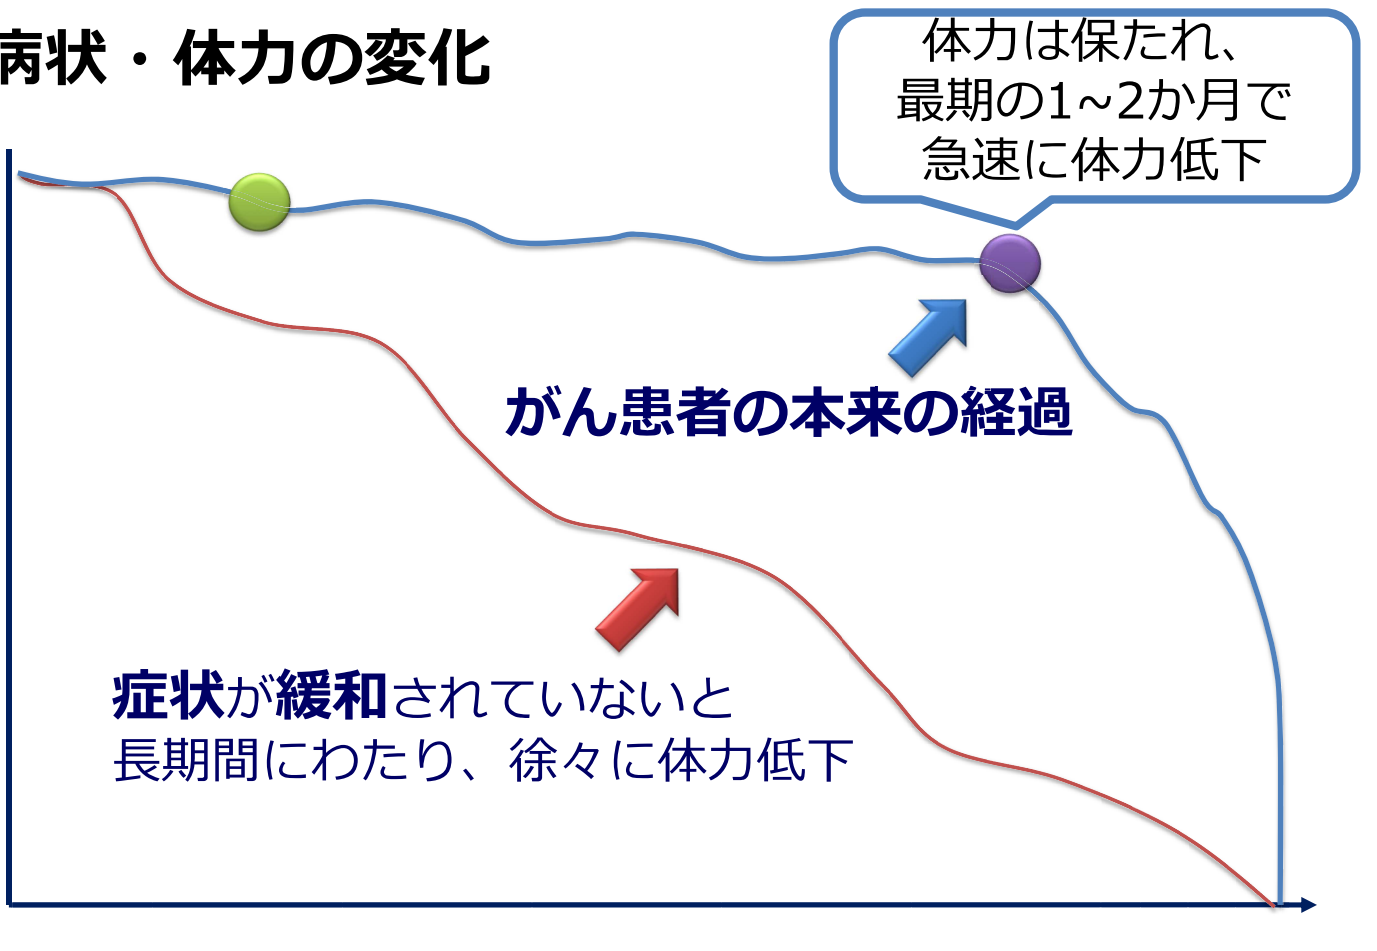 病状・体力の変化
体力は保たれ、
最期の1~2か月で
急速に体力低下
がん患者の本来の経過
症状が緩和されていないと
長期間にわたり、徐々に体力低下